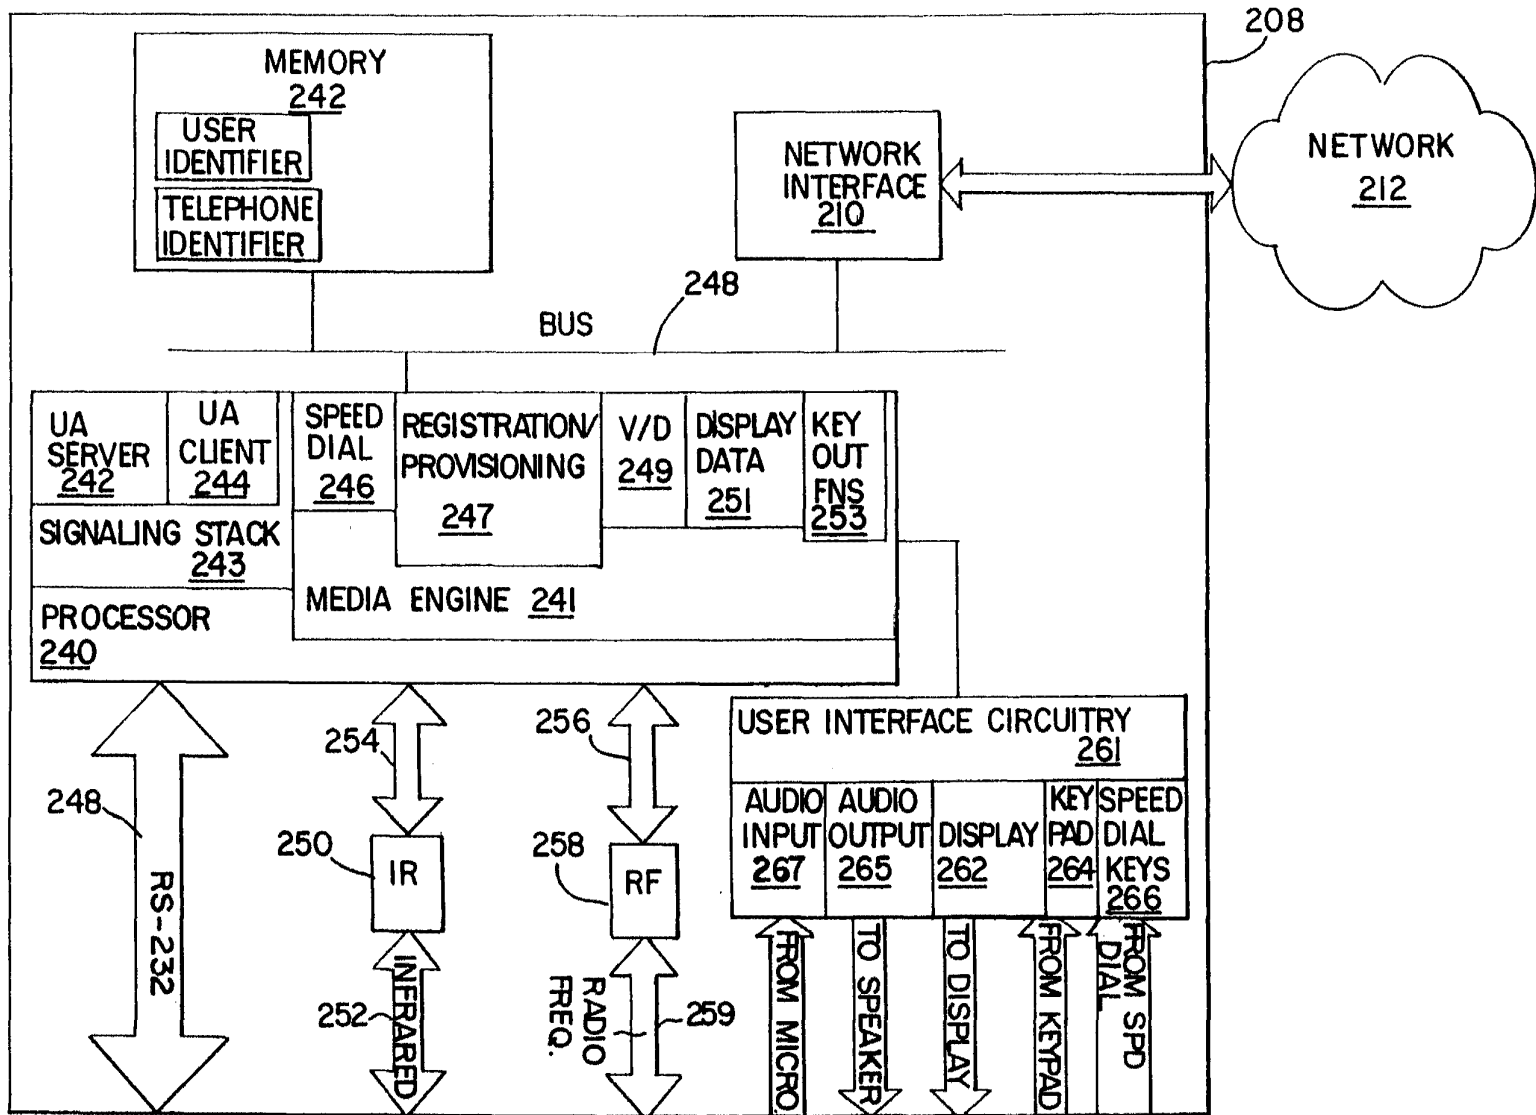 208
MEMORY
242
USER
IDENTIFIER
TELEPHONE
IDENTIFIER
NETWORK
INTERFACE
210
NETWORK
212
248
BUS
UA
SERVER
242
UA
CLIENT
244
SPEED
DIAL
246
REGISTRATION/
PROVISIONING
247
V/D
249
DISPLAY
DATA
251
KEY
OUT
FNS
253
SIGNALING STACK
243
MEDIA ENGINE 241
PROCESSOR
240
254
256
USER INTERFACE CIRCUITRY
261
AUDIO
INPUT
267
AUDIO
OUTPUT
265
DISPLAY
262
KEY
PAD
264
SPEED
DIAL
KEYS
266
248
RS-232
250
IR
258
RF
252
INFRARED
RADIO
FREQ.
259
FROM MICRO
TO SPEAKER
TO DISPLAY
FROM KEYPAD
FROM SPD
DIAL